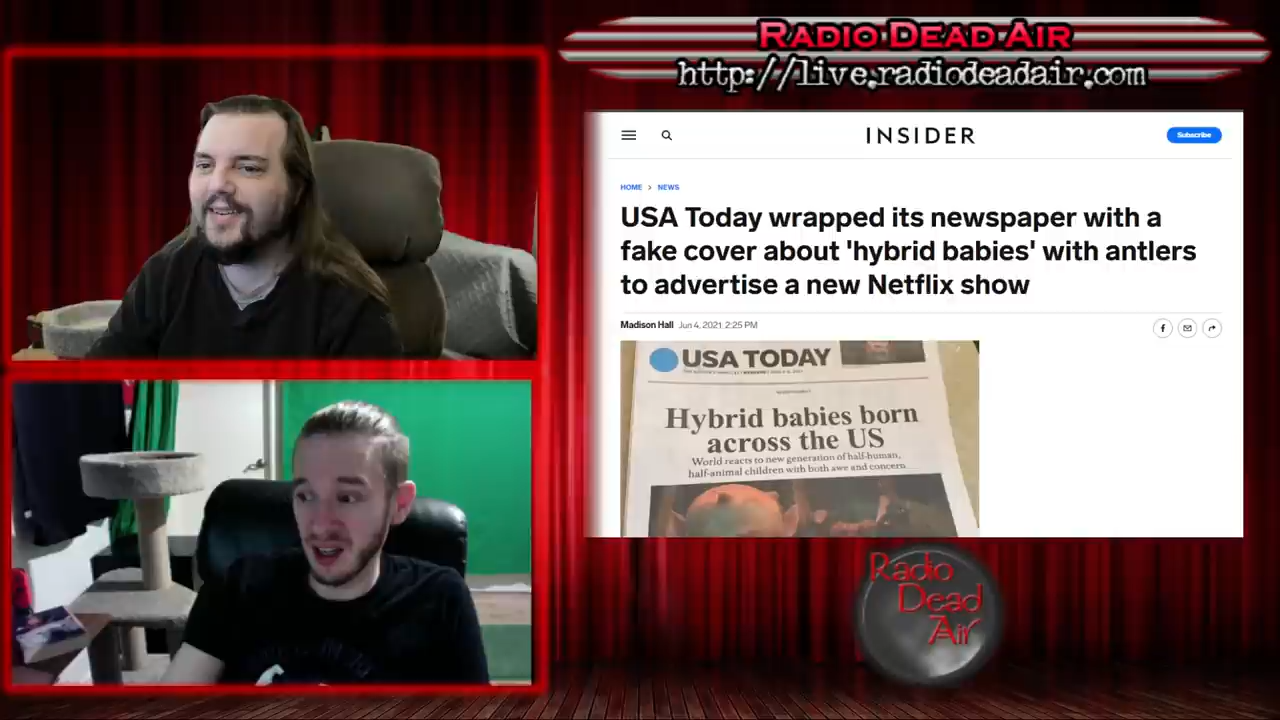 RADIO DEAD AIR
http://live.radiodeadair.com
INSIDER
Subscribe
HOME > NEWS
USA Today wrapped its newspaper with a
fake cover about 'hybrid babies' with antlers
to advertise a new Netflix show
Madison Hall Jun 4, 2021, 2:25 PM
USA TODAY
Hybrid babies born
across the US
World reacts to new generation of half-human,
half-animal children with both awe and concern
Radio
Dead
Air